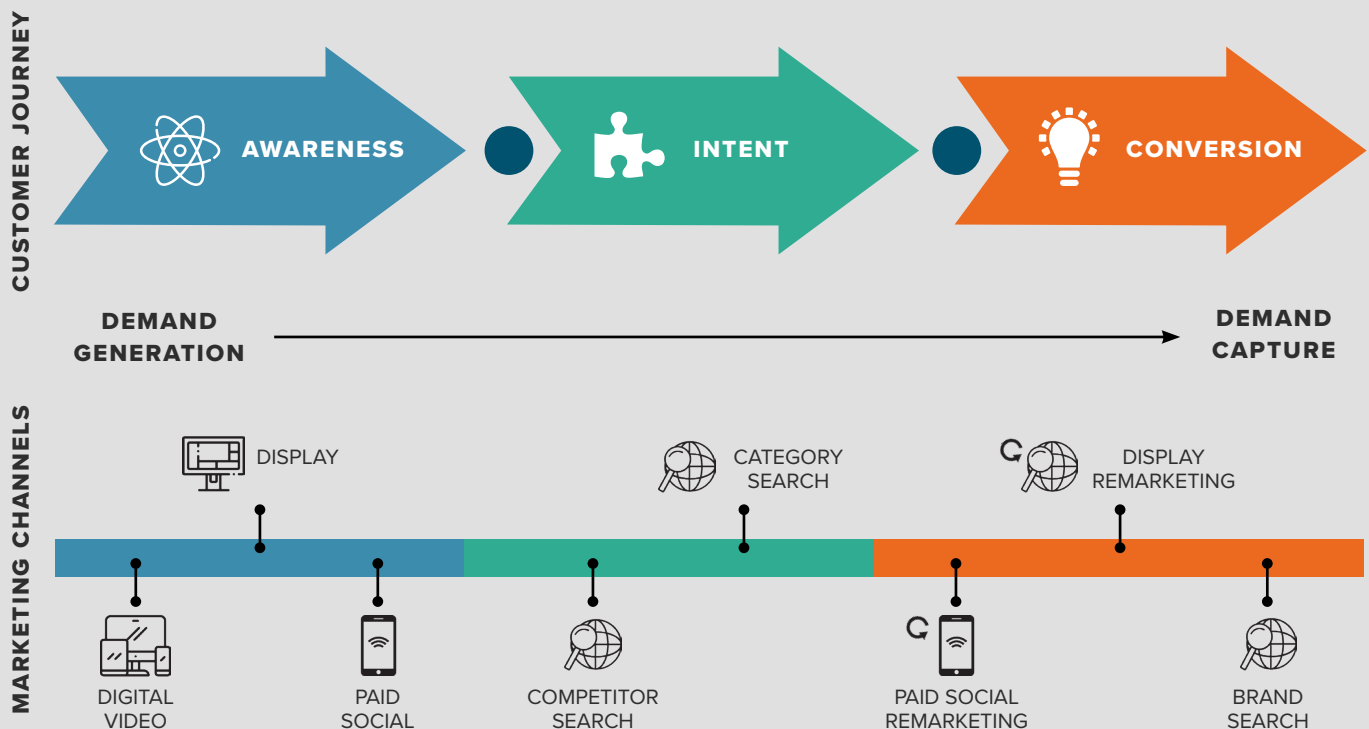 CUSTOMER JOURNEY
AWARENESS
INTENT
CONVERSION
DEMAND
GENERATION
DEMAND
CAPTURE
MARKETING CHANNELS
DISPLAY
CATEGORY
SEARCH
DISPLAY
REMARKETING
DIGITAL
VIDEO
PAID
SOCIAL
COMPETITOR
SEARCH
PAID SOCIAL
REMARKETING
BRAND
SEARCH